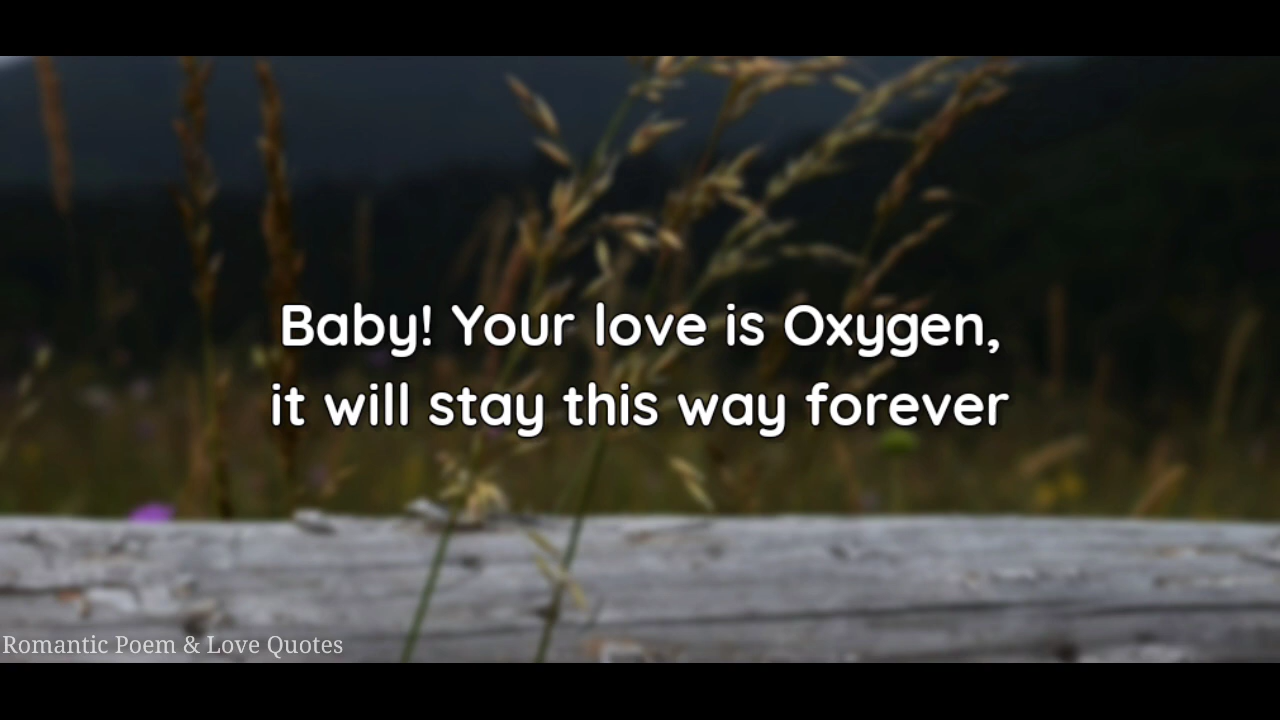 Baby! Your love is Oxygen,
it will stay this way forever
Romantic Poem & Love Quotes